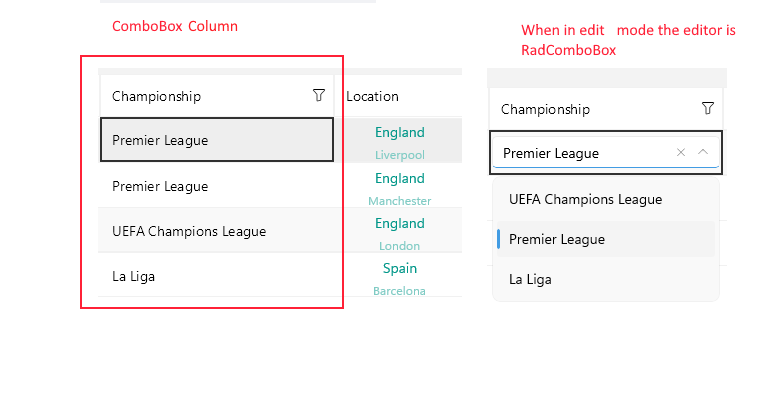 ComboBox Column
Championship
Location
Premier League
England
Liverpool
Premier League
England
Manchester
UEFA Champions League
England
London
La Liga
Spain
Barcelona
When in edit mode the editor is
RadComboBox
Championship
Premier League
UEFA Champions League
Premier League
La Liga